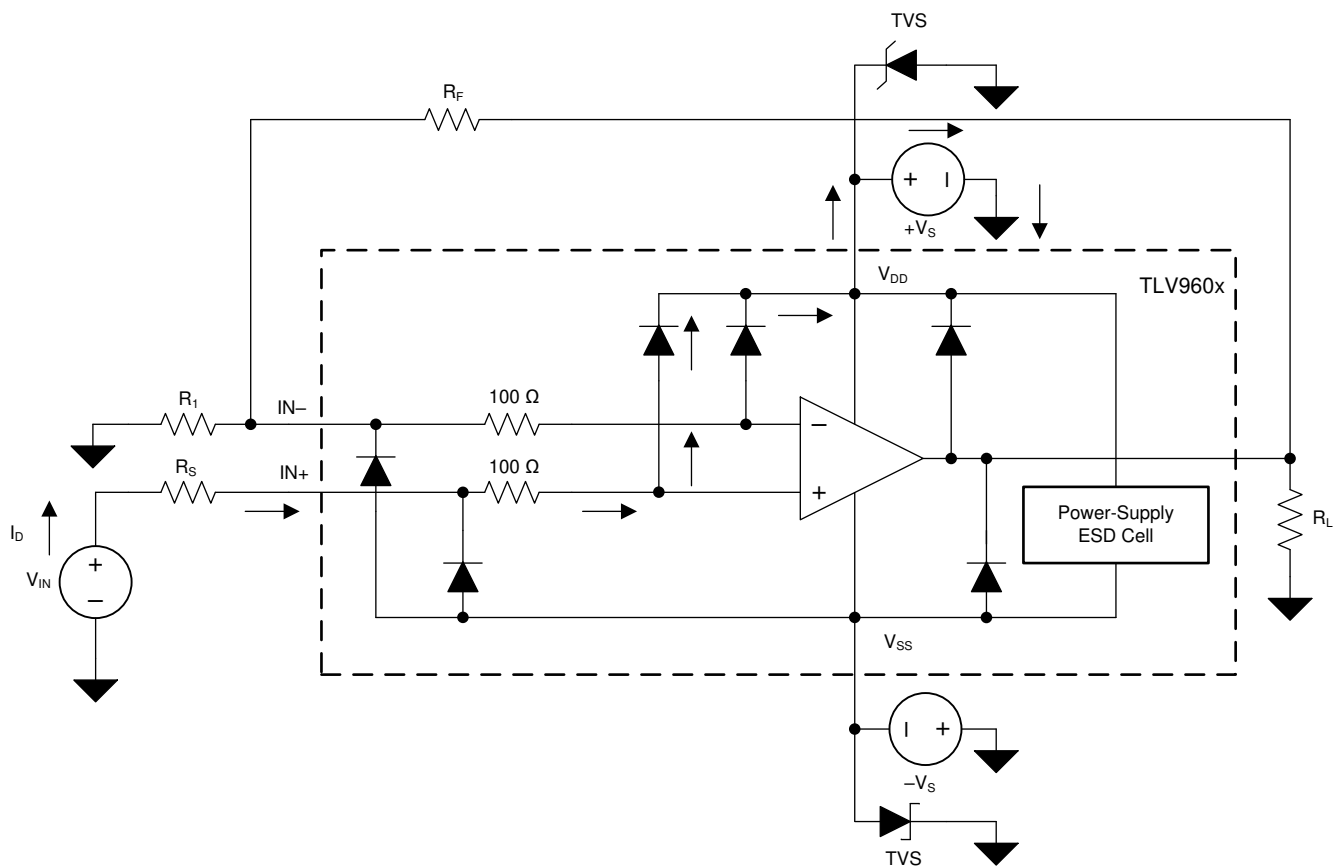 TVS
R_F
+ I
+V_S
V_DD
TLV960x
R_1
IN–
100 Ω
–
R_S
IN+
100 Ω
+
Power-Supply
ESD Cell
R_L
I_D
V_IN
+
–
V_SS
I +
–V_S
TVS